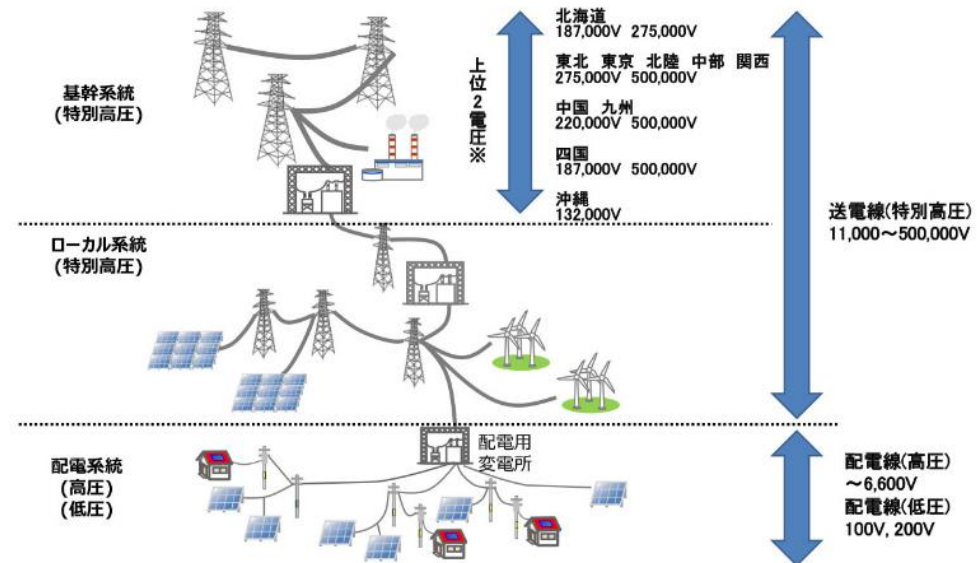 基幹系統
(特別高圧)
上位2電圧※
北海道
187,000V 275,000V
東北 東京 北陸 中部 関西
275,000V 500,000V
中国 九州
220,000V 500,000V
四国
187,000V 500,000V
沖縄
132,000V
送電線(特別高圧)
11,000～500,000V
ローカル系統
(特別高圧)
配電用
変電所
配電系統
(高圧)
(低圧)
配電線(高圧)
～6,600V
配電線(低圧)
100V, 200V